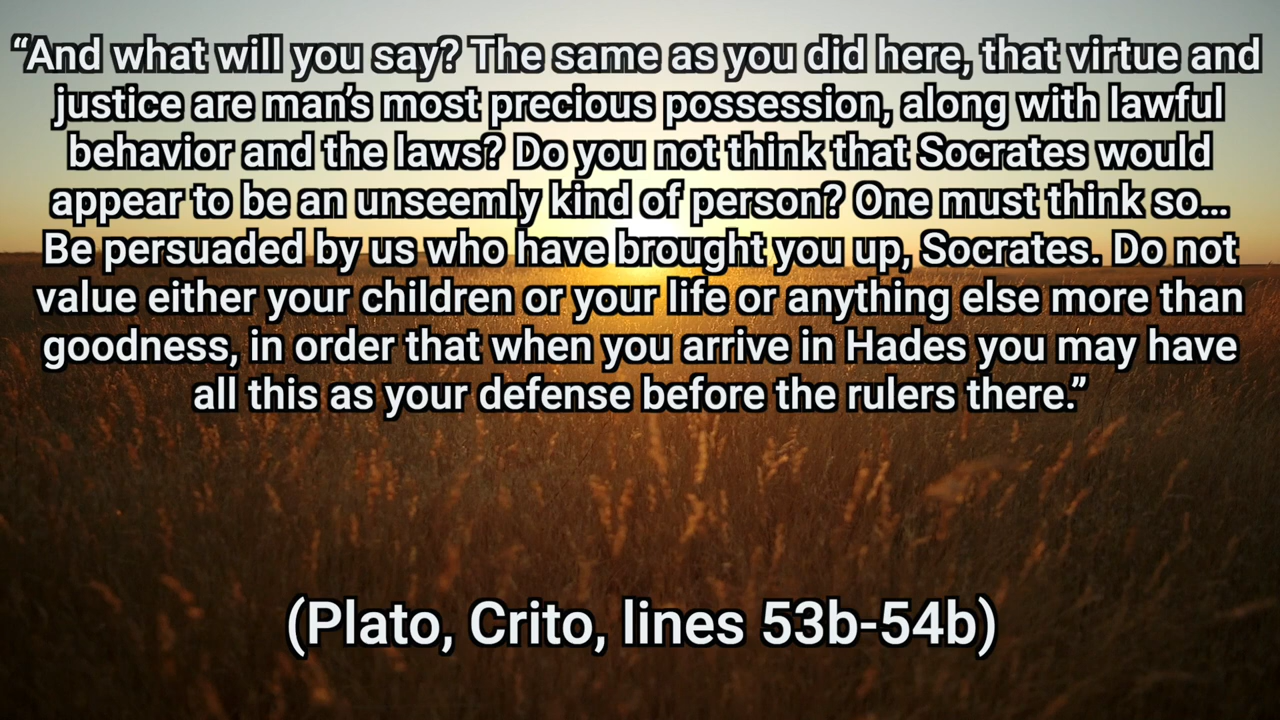 “And what will you say? The same as you did here, that virtue and
justice are man’s most precious possession, along with lawful
behavior and the laws? Do you not think that Socrates would
appear to be an unseemly kind of person? One must think so...
Be persuaded by us who have brought you up, Socrates. Do not
value either your children or your life or anything else more than
goodness, in order that when you arrive in Hades you may have
all this as your defense before the rulers there.”
(Plato, Crito, lines 53b-54b)